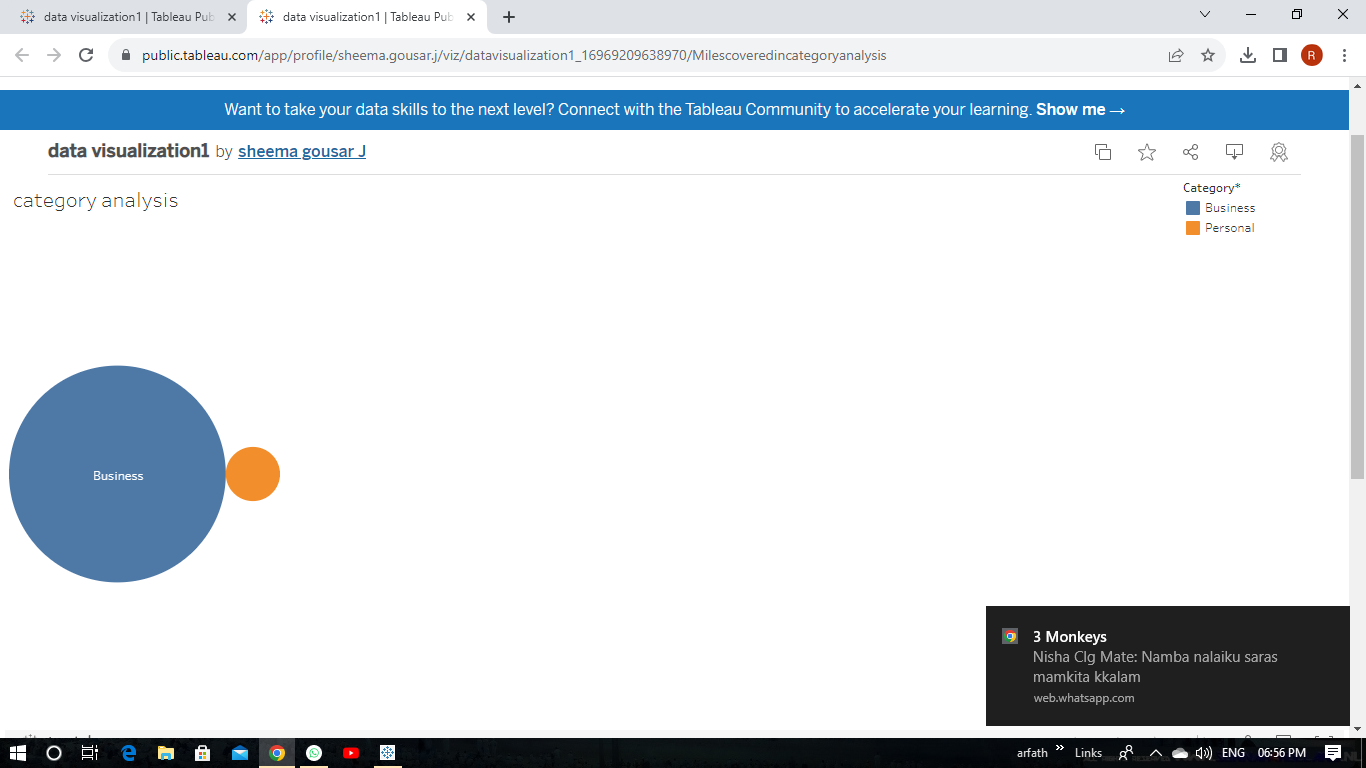 data visualization1 | Tableau Pub
data visualization1 | Tableau Pub
public.tableau.com/app/profile/sheema.gousar.j/viz/datavisualization1_16969209638970/Milescoveredincategoryanalysis
R
Want to take your data skills to the next level? Connect with the Tableau Community to accelerate your learning. Show me →
data visualization1 by sheema gousar J
category analysis
Category*
Business
Personal
Business
3 Monkeys
Nisha Clg Mate: Namba nalaiku saras
mamkita kkalam
web.whatsapp.com
arfath
Links
ENG
06:56 PM